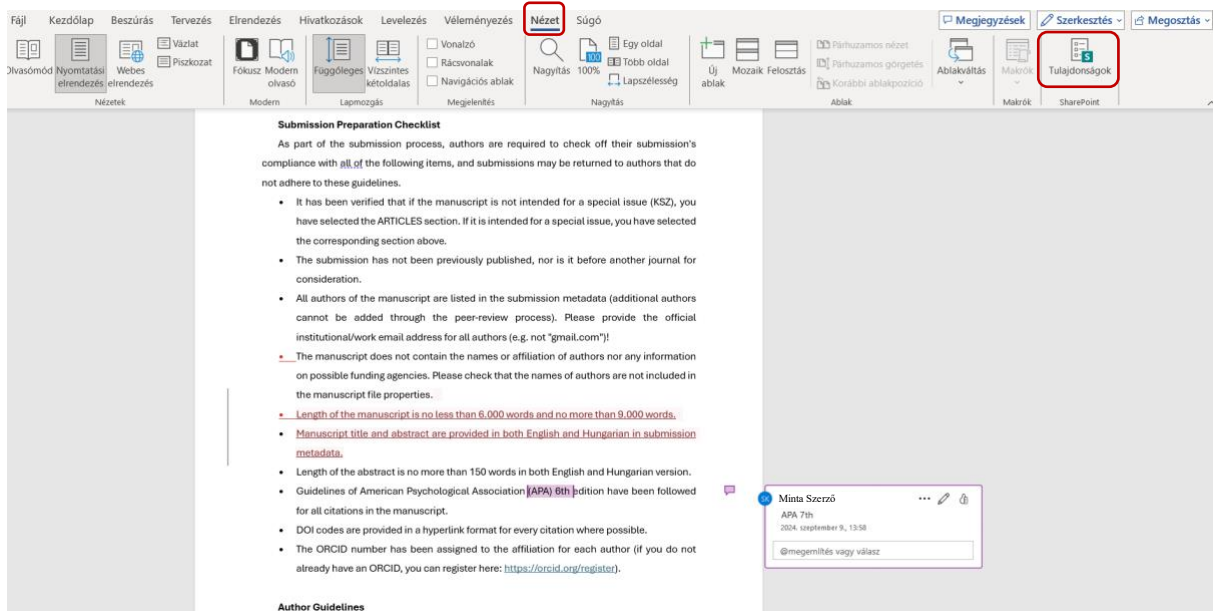 Fájl Kezdőlap Beszúrás Tervezés Elrendezés Hivatkozások Levelezés Véleményezés Nézet Súgó Megjegyzések Szerkesztés Megosztás
Olvasómód Nyomtatási elrendezés Webes elrendezés Vázlat Piszkozat
Nézetek
Fókusz Modern olvasó
Modern
Függőleges Vízszintes kétoldalas
Lapmozgás
Vonalzó
Rácsvonalak
Navigációs ablak
Megjelenítés
Nagyítás 100 100% Egy oldal
Több oldal
Lapszélesség
Nagyítás
Új ablak Mozaik Felosztás
Párhuzamos nézet
Párhuzamos görgetés
Korábbi ablakpozíció
Ablakváltás
Ablak
Makrók
Makrók
S
Tulajdonságok
SharePoint
Submission Preparation Checklist
As part of the submission process, authors are required to check off their submission's
compliance with all of the following items, and submissions may be returned to authors that do
not adhere to these guidelines.
• It has been verified that if the manuscript is not intended for a special issue (KSZ), you
have selected the ARTICLES section. If it is intended for a special issue, you have selected
the corresponding section above.
• The submission has not been previously published, nor is it before another journal for
consideration.
• All authors of the manuscript are listed in the submission metadata (additional authors
cannot be added through the peer-review process). Please provide the official
institutional/work email address for all authors (e.g. not "gmail.com")!
• The manuscript does not contain the names or affiliation of authors nor any information
on possible funding agencies. Please check that the names of authors are not included in
the manuscript file properties.
• Length of the manuscript is no less than 6.000 words and no more than 9.000 words.
• Manuscript title and abstract are provided in both English and Hungarian in submission
metadata.
• Length of the abstract is no more than 150 words in both English and Hungarian version.
• Guidelines of American Psychological Association (APA) 6th edition have been followed
for all citations in the manuscript.
• DOI codes are provided in a hyperlink format for every citation where possible.
• The ORCID number has been assigned to the affiliation for each author (if you do not
already have an ORCID, you can register here: https://orcid.org/register).
Author Guidelines
SK Minta Szerző
APA 7th
2024. szeptember 9., 13:58
@megemlítés vagy válasz